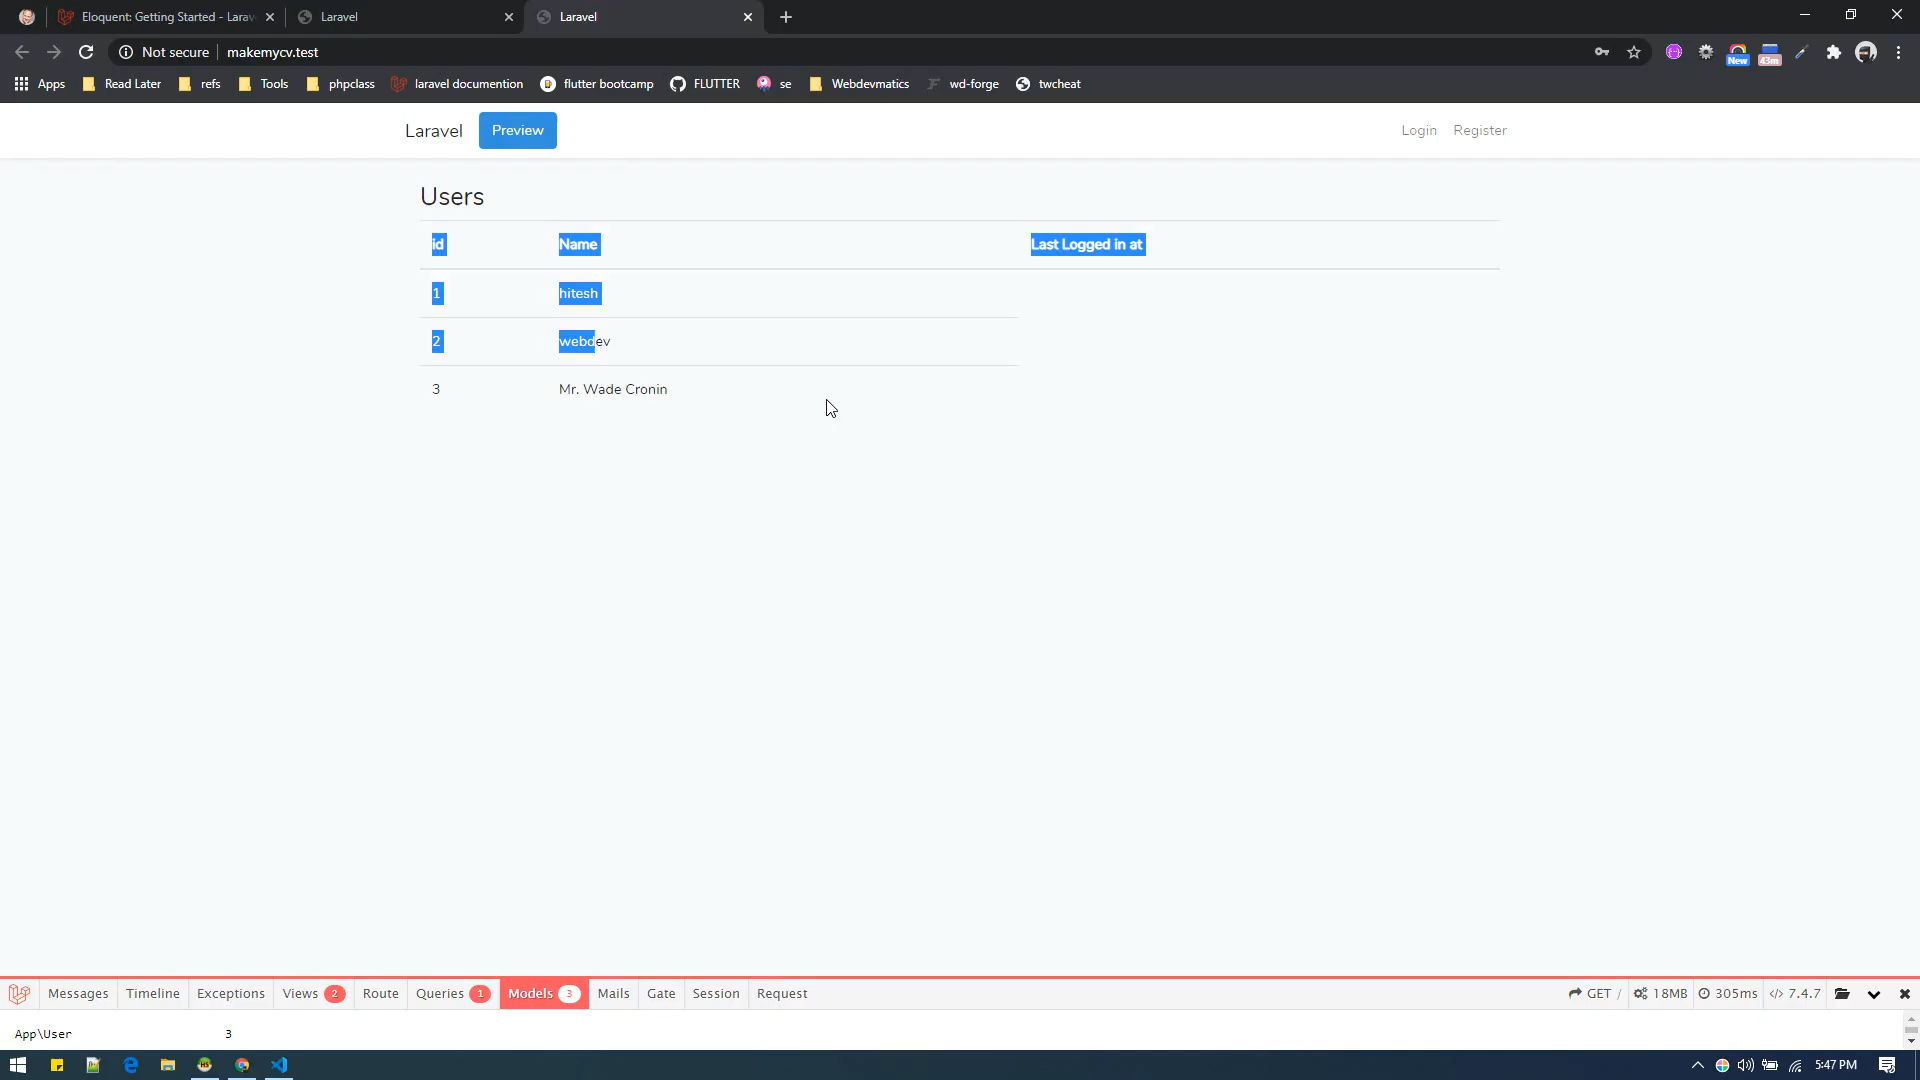 Eloquent: Getting Started - Larav
Laravel
Laravel
Not secure makemycv.test
New
43m
Apps Read Later refs Tools phpclass laravel documention flutter bootcamp FLUTTER se Webdevmatics wd-forge twcheat
Laravel Preview Login Register
Users
id Name Last Logged in at
1 hitesh
2 webdev
3 Mr. Wade Cronin
Messages Timeline Exceptions Views 2 Route Queries 1 Models 3 Mails Gate Session Request GET / 18MB 305ms 7.4.7
App\User 3
5:47 PM